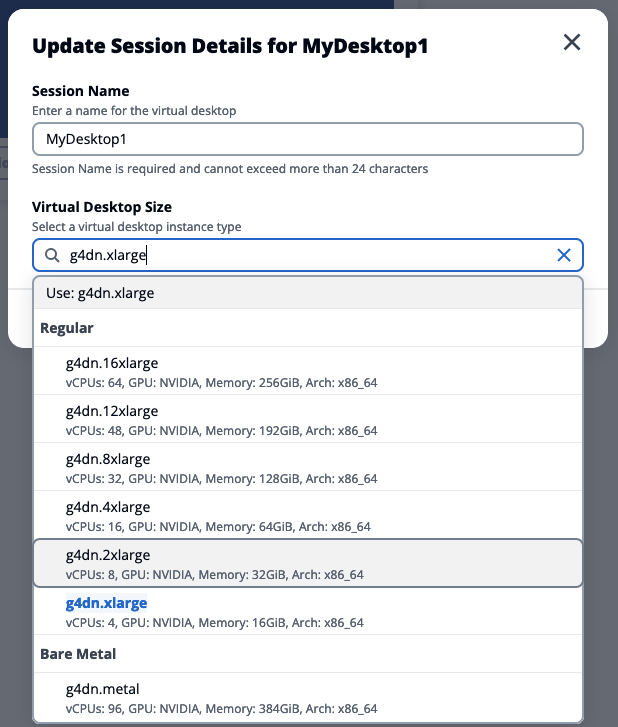 Update Session Details for MyDesktop1
Session Name
Enter a name for the virtual desktop
MyDesktop1
Session Name is required and cannot exceed more than 24 characters
Virtual Desktop Size
Select a virtual desktop instance type
g4dn.xlarge
Use: g4dn.xlarge
Regular
g4dn.16xlarge
vCPUs: 64, GPU: NVIDIA, Memory: 256GiB, Arch: x86_64
g4dn.12xlarge
vCPUs: 48, GPU: NVIDIA, Memory: 192GiB, Arch: x86_64
g4dn.8xlarge
vCPUs: 32, GPU: NVIDIA, Memory: 128GiB, Arch: x86_64
g4dn.4xlarge
vCPUs: 16, GPU: NVIDIA, Memory: 64GiB, Arch: x86_64
g4dn.2xlarge
vCPUs: 8, GPU: NVIDIA, Memory: 32GiB, Arch: x86_64
g4dn.xlarge
vCPUs: 4, GPU: NVIDIA, Memory: 16GiB, Arch: x86_64
Bare Metal
g4dn.metal
vCPUs: 96, GPU: NVIDIA, Memory: 384GiB, Arch: x86_64